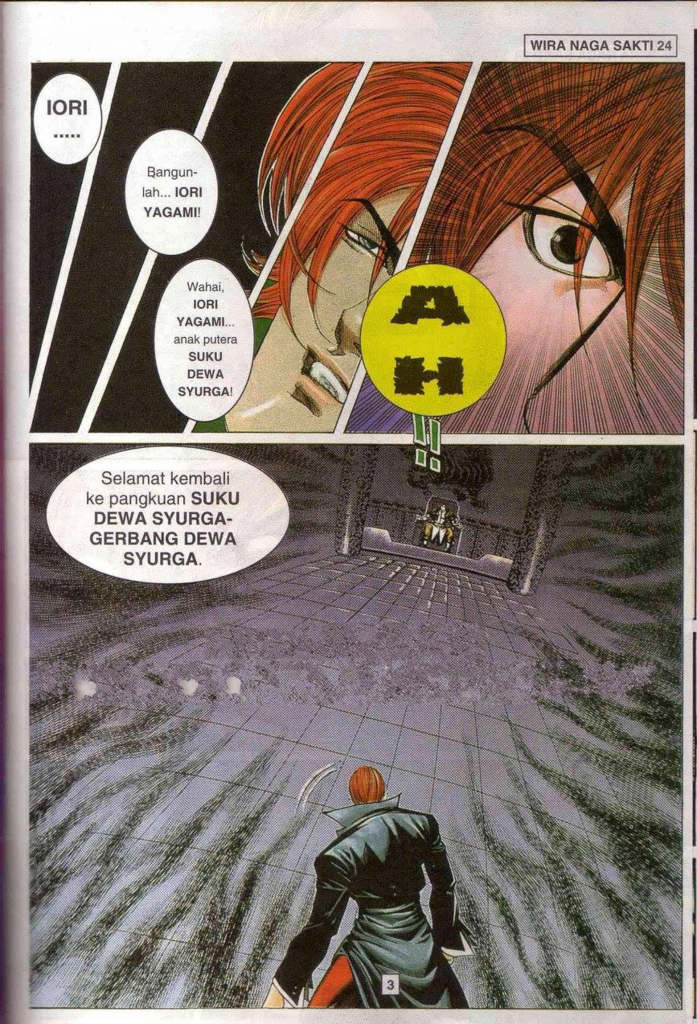 WIRA NAGA SAKTI 24
IORI
.....
Bangun-
lah... IORI
YAGAMI!
Wahai,
IORI
YAGAMI...
anak putera
SUKU
DEWA
SYURGA!
A
H
!!
Selamat kembali
ke pangkuan SUKU
DEWA SYURGA-
GERBANG DEWA
SYURGA.
3